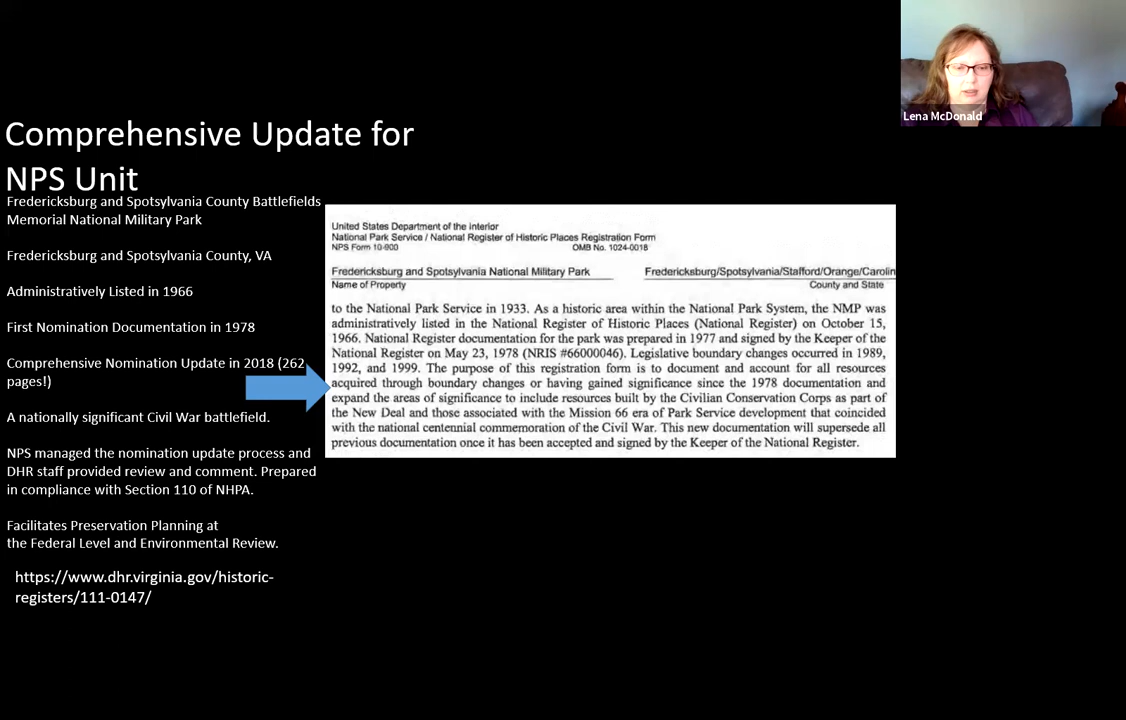 Lena McDonald
Comprehensive Update for
NPS Unit
Fredericksburg and Spotsylvania County Battlefields
Memorial National Military Park
Fredericksburg and Spotsylvania County, VA
Administratively Listed in 1966
First Nomination Documentation in 1978
Comprehensive Nomination Update in 2018 (262
pages!)
A nationally significant Civil War battlefield.
NPS managed the nomination update process and
DHR staff provided review and comment. Prepared
in compliance with Section 110 of NHPA.
Facilitates Preservation Planning at
the Federal Level and Environmental Review.
https://www.dhr.virginia.gov/historic-
registers/111-0147/
United States Department of the Interior
National Park Service / National Register of Historic Places Registration Form
NPS Form 10-900 OMB No. 1024-0018
Fredericksburg and Spotsylvania National Military Park Fredericksburg/Spotsylvania/Stafford/Orange/Carolin
Name of Property County and State
to the National Park Service in 1933. As a historic area within the National Park System, the NMP was
administratively listed in the National Register of Historic Places (National Register) on October 15,
1966. National Register documentation for the park was prepared in 1977 and signed by the Keeper of the
National Register on May 23, 1978 (NRIS #66000046). Legislative boundary changes occurred in 1989,
1992, and 1999. The purpose of this registration form is to document and account for all resources
acquired through boundary changes or having gained significance since the 1978 documentation and
expand the areas of significance to include resources built by the Civilian Conservation Corps as part of
the New Deal and those associated with the Mission 66 era of Park Service development that coincided
with the national centennial commemoration of the Civil War. This new documentation will supersede all
previous documentation once it has been accepted and signed by the Keeper of the National Register.